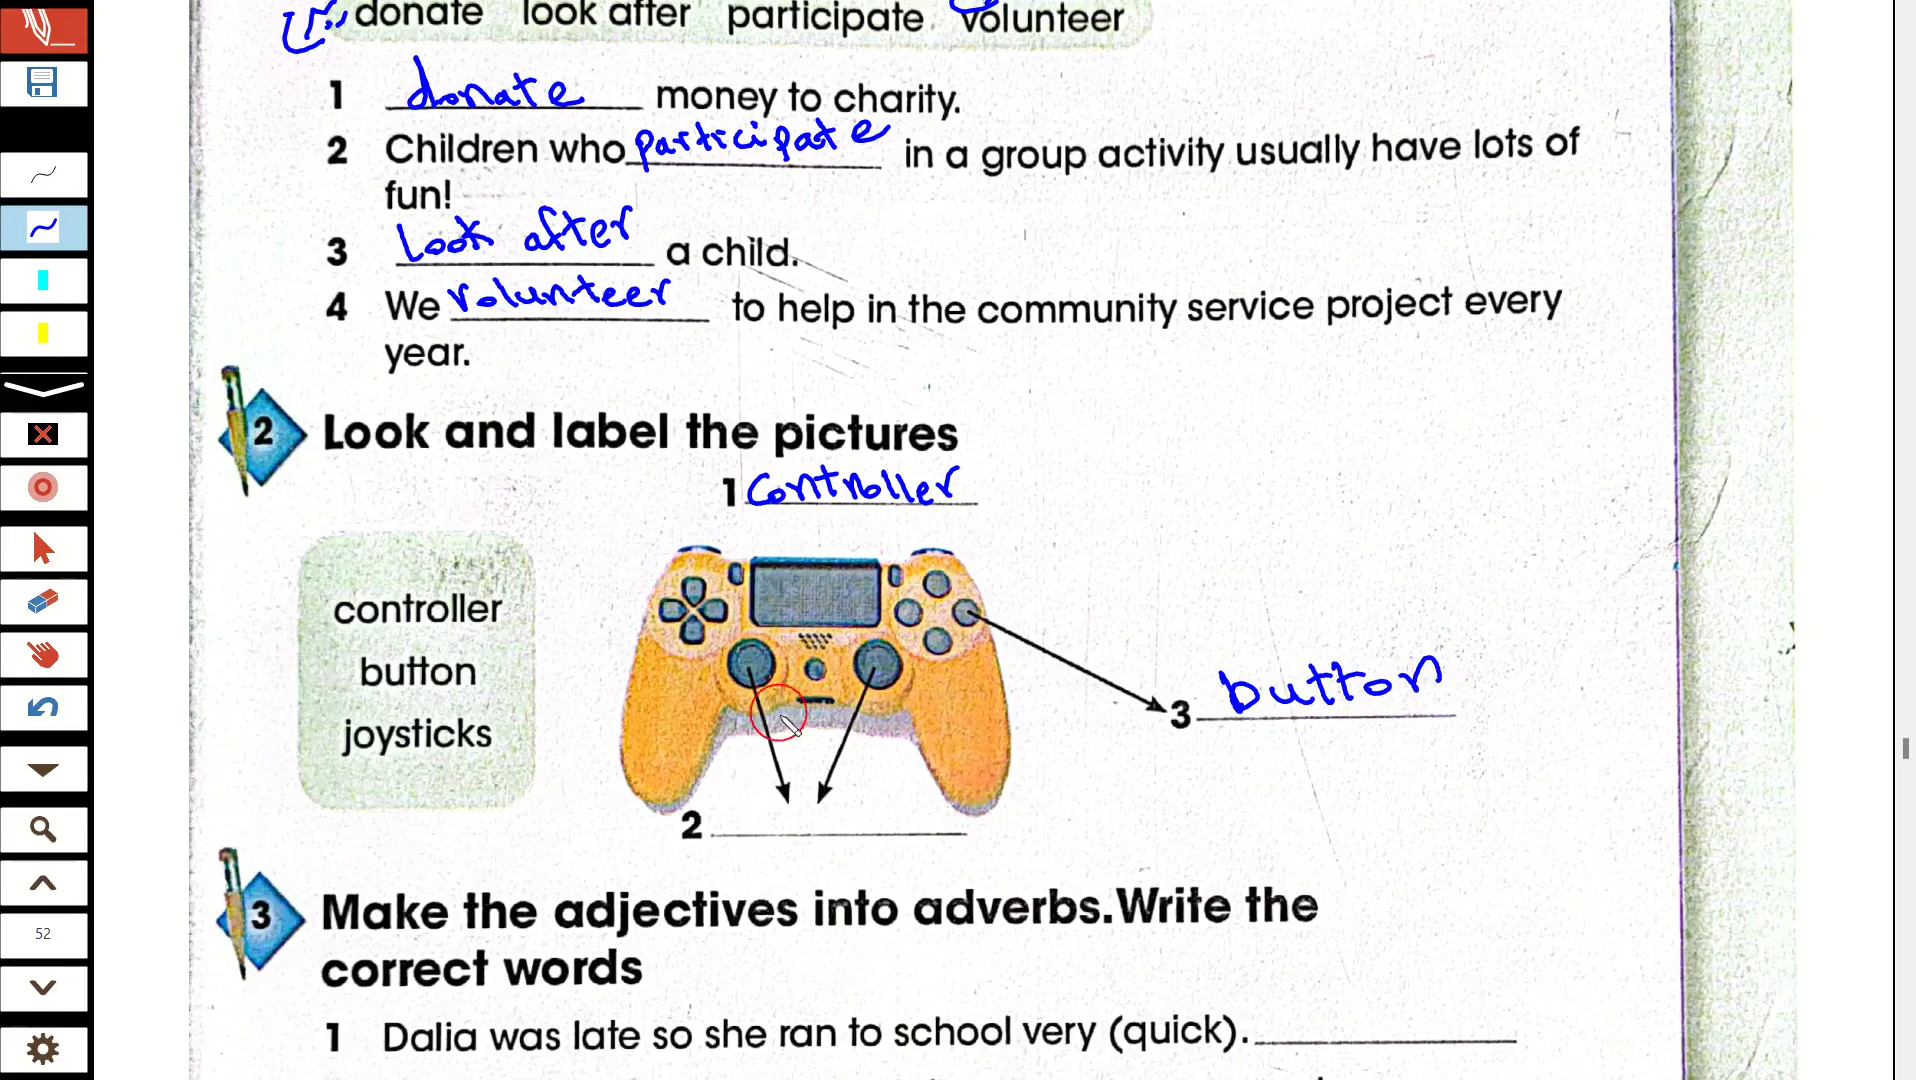 donate look after participate volunteer
1 donate money to charity.
2 Children who participate in a group activity usually have lots of
fun!
3 Look after a child.
4 We volunteer to help in the community service project every
year.
2 Look and label the pictures
1 Controller
controller
button
joysticks
3 button
2
3 Make the adjectives into adverbs. Write the
correct words
1 Dalia was late so she ran to school very (quick).
52